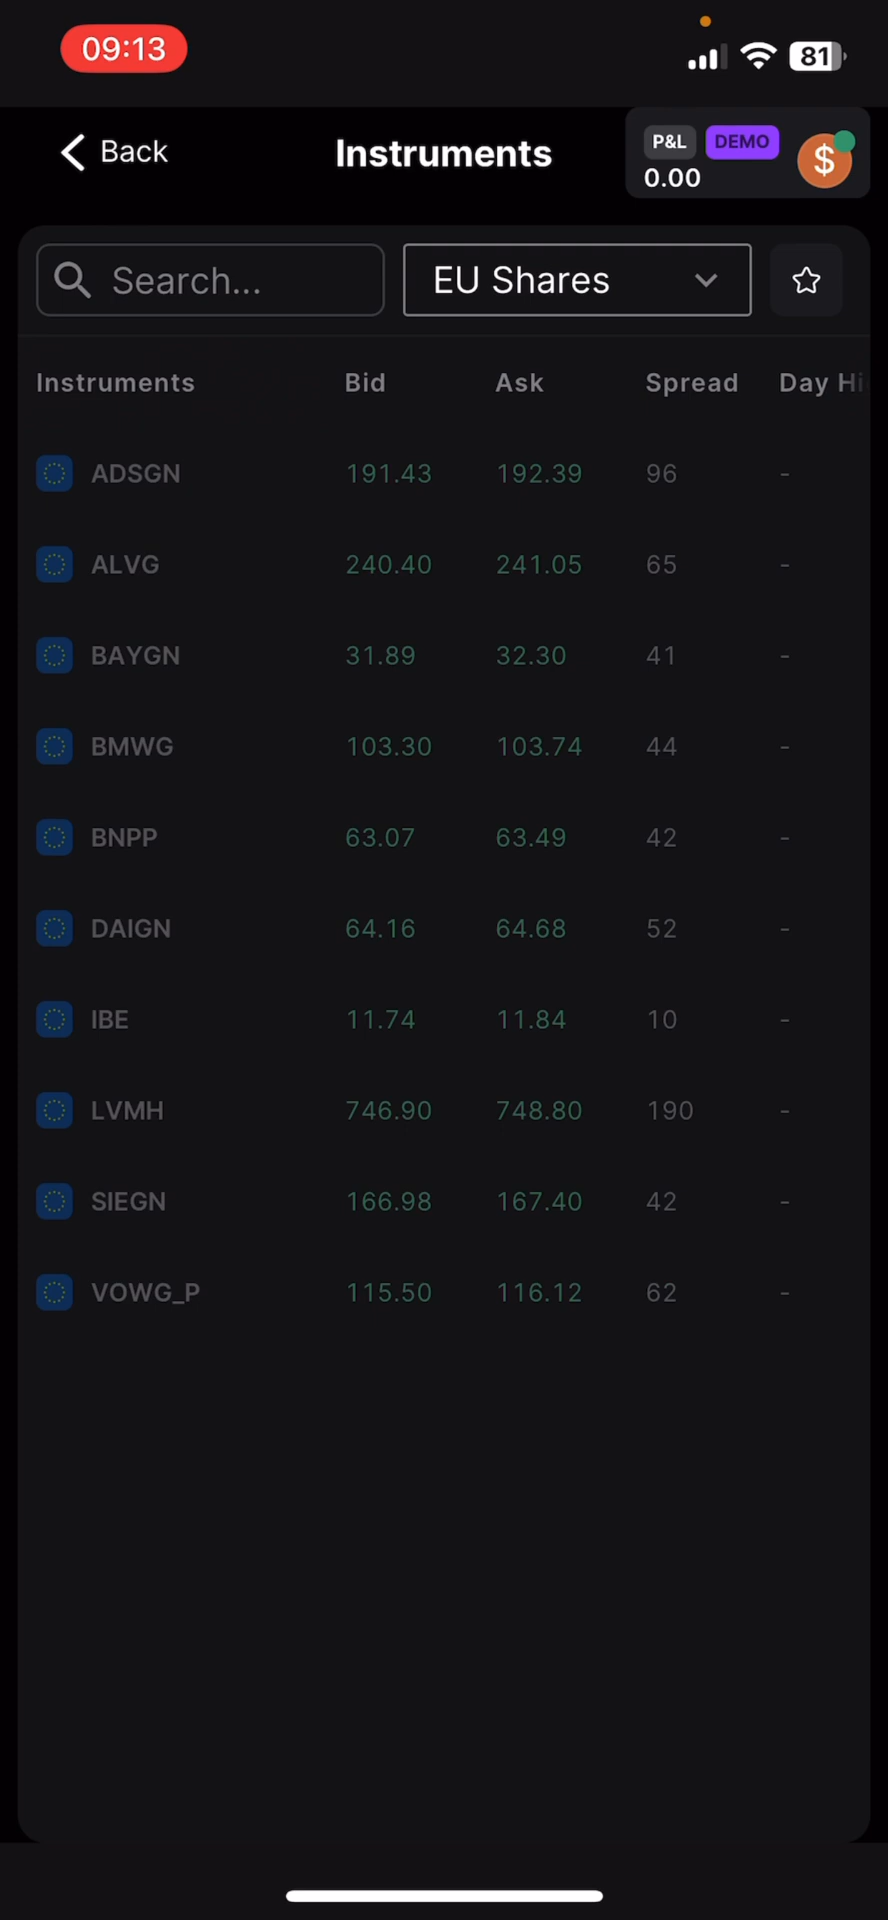 09:13
81
Back
Instruments
P&L DEMO
0.00
$
Search...
EU Shares
Instruments Bid Ask Spread Day Hi
ADSGN 191.43 192.39 96 -
ALVG 240.40 241.05 65 -
BAYGN 31.89 32.30 41 -
BMWG 103.30 103.74 44 -
BNPP 63.07 63.49 42 -
DAIGN 64.16 64.68 52 -
IBE 11.74 11.84 10 -
LVMH 746.90 748.80 190 -
SIEGN 166.98 167.40 42 -
VOWG_P 115.50 116.12 62 -